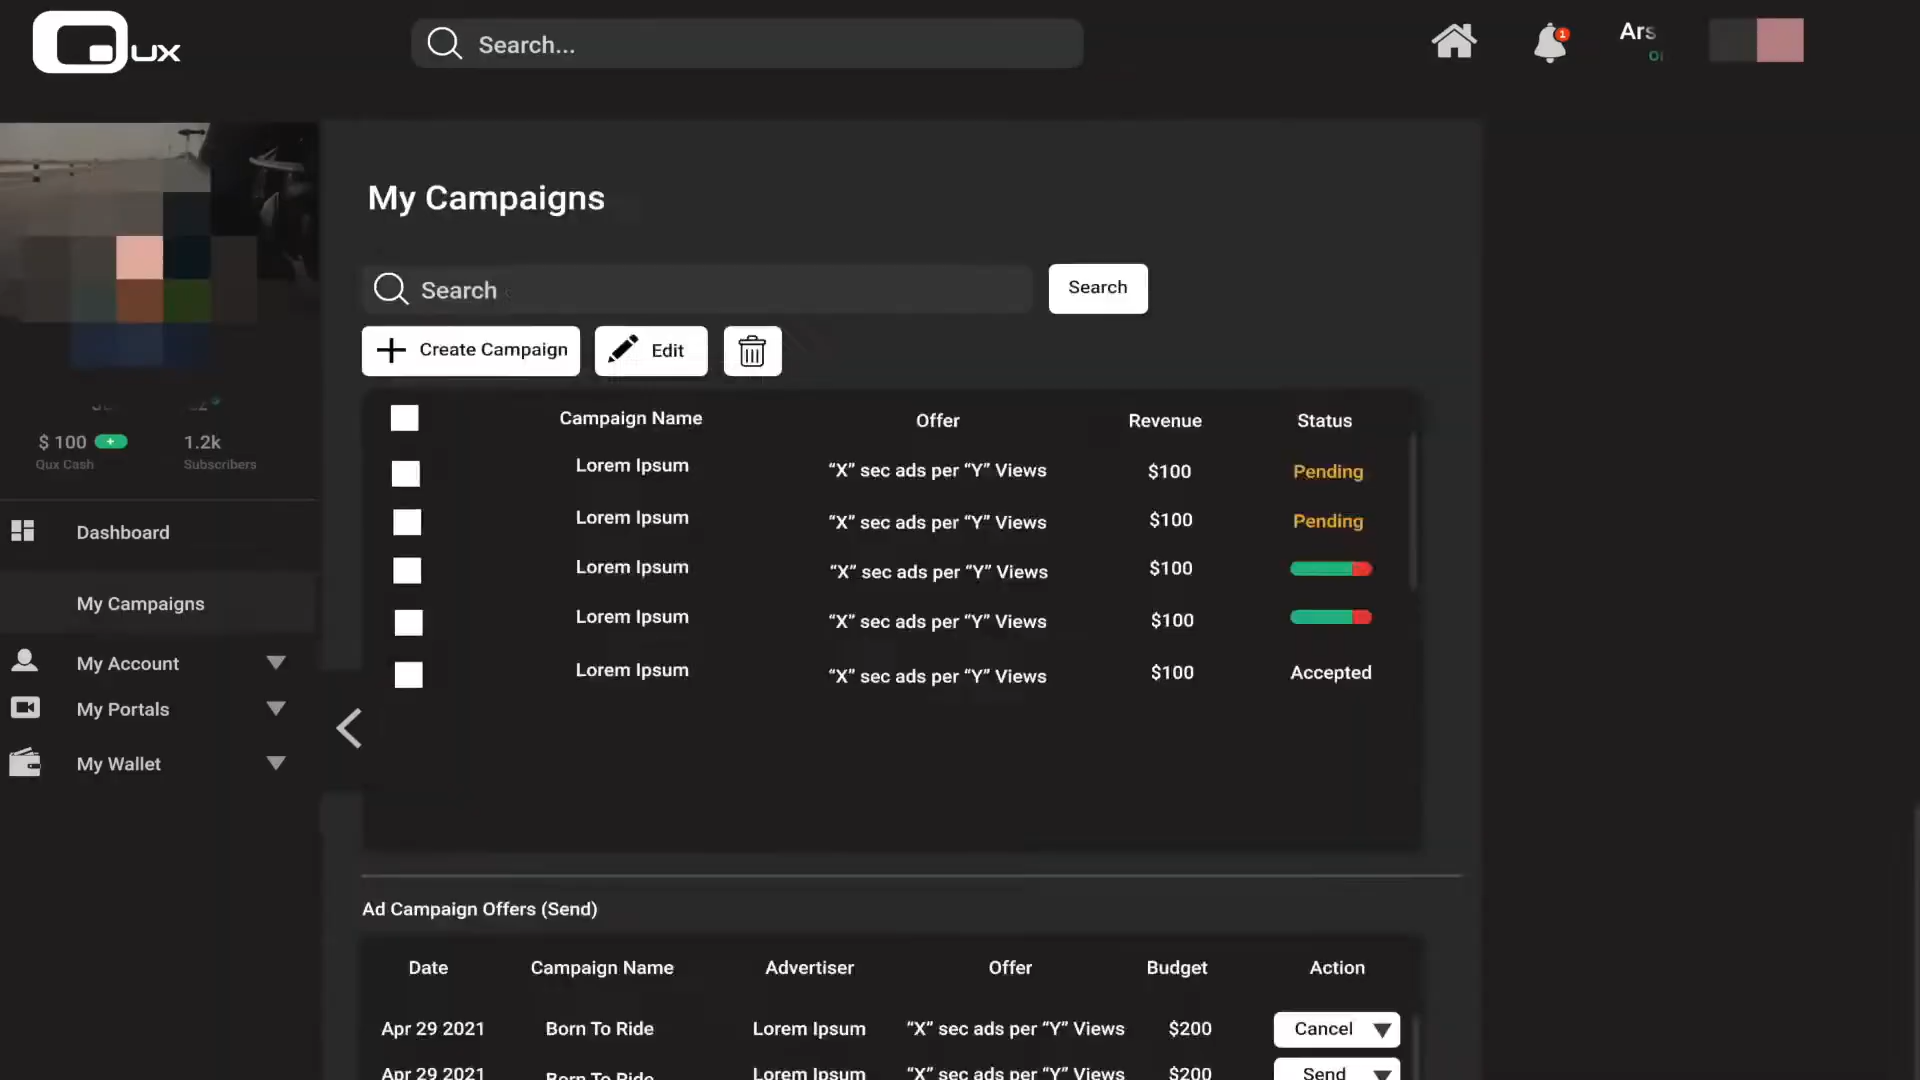 Qux
Search...
1
Ars
My Campaigns
Search
Search
Create Campaign
Edit
Campaign Name Offer Revenue Status
Lorem Ipsum “X” sec ads per “Y” Views $100 Pending
Lorem Ipsum “X” sec ads per “Y” Views $100 Pending
Lorem Ipsum “X” sec ads per “Y” Views $100
Lorem Ipsum “X” sec ads per “Y” Views $100
Lorem Ipsum “X” sec ads per “Y” Views $100 Accepted
$ 100 + 1.2k
Qux Cash Subscribers
Dashboard
My Campaigns
My Account
My Portals
My Wallet
Ad Campaign Offers (Send)
Date Campaign Name Advertiser Offer Budget Action
Apr 29 2021 Born To Ride Lorem Ipsum “X” sec ads per “Y” Views $200 Cancel
Apr 29 2021 Born To Ride Lorem Ipsum “X” sec ads per “Y” Views $200 Send